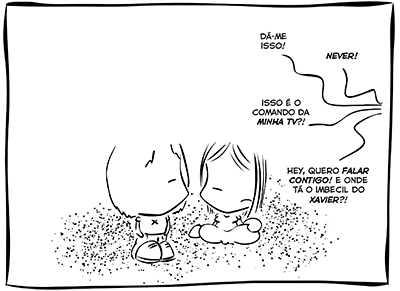 DÁ-ME
ISSO!
NEVER!
ISSO É O
COMANDO DA
MINHA TV?!
HEY, QUERO FALAR
CONTIGO! E ONDE
TÁ O IMBECIL DO
XAVIER?!